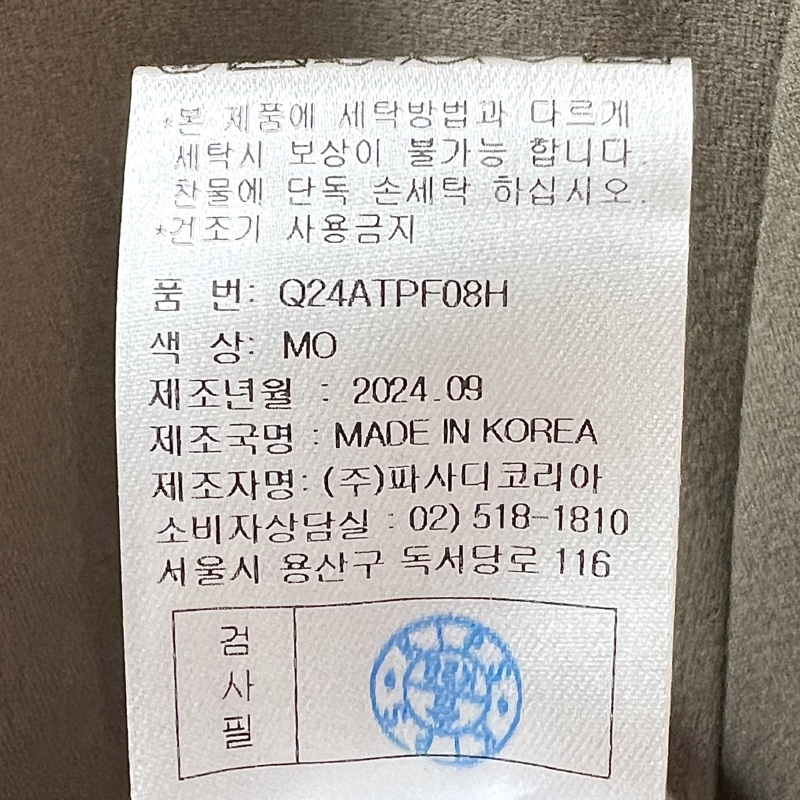 *본 제품에 세탁방법과 다르게
세탁시 보상이 불가능 합니다.
찬물에 단독 손세탁 하십시오.
*건조기 사용금지
품 번: Q24ATPF08H
색 상: MO
제조년월 : 2024.09
제조국명 : MADE IN KOREA
제조자명: (주)파사디코리아
소비자상담실 : 02) 518-1810
서울시 용산구 독서당로 116
검
사
필